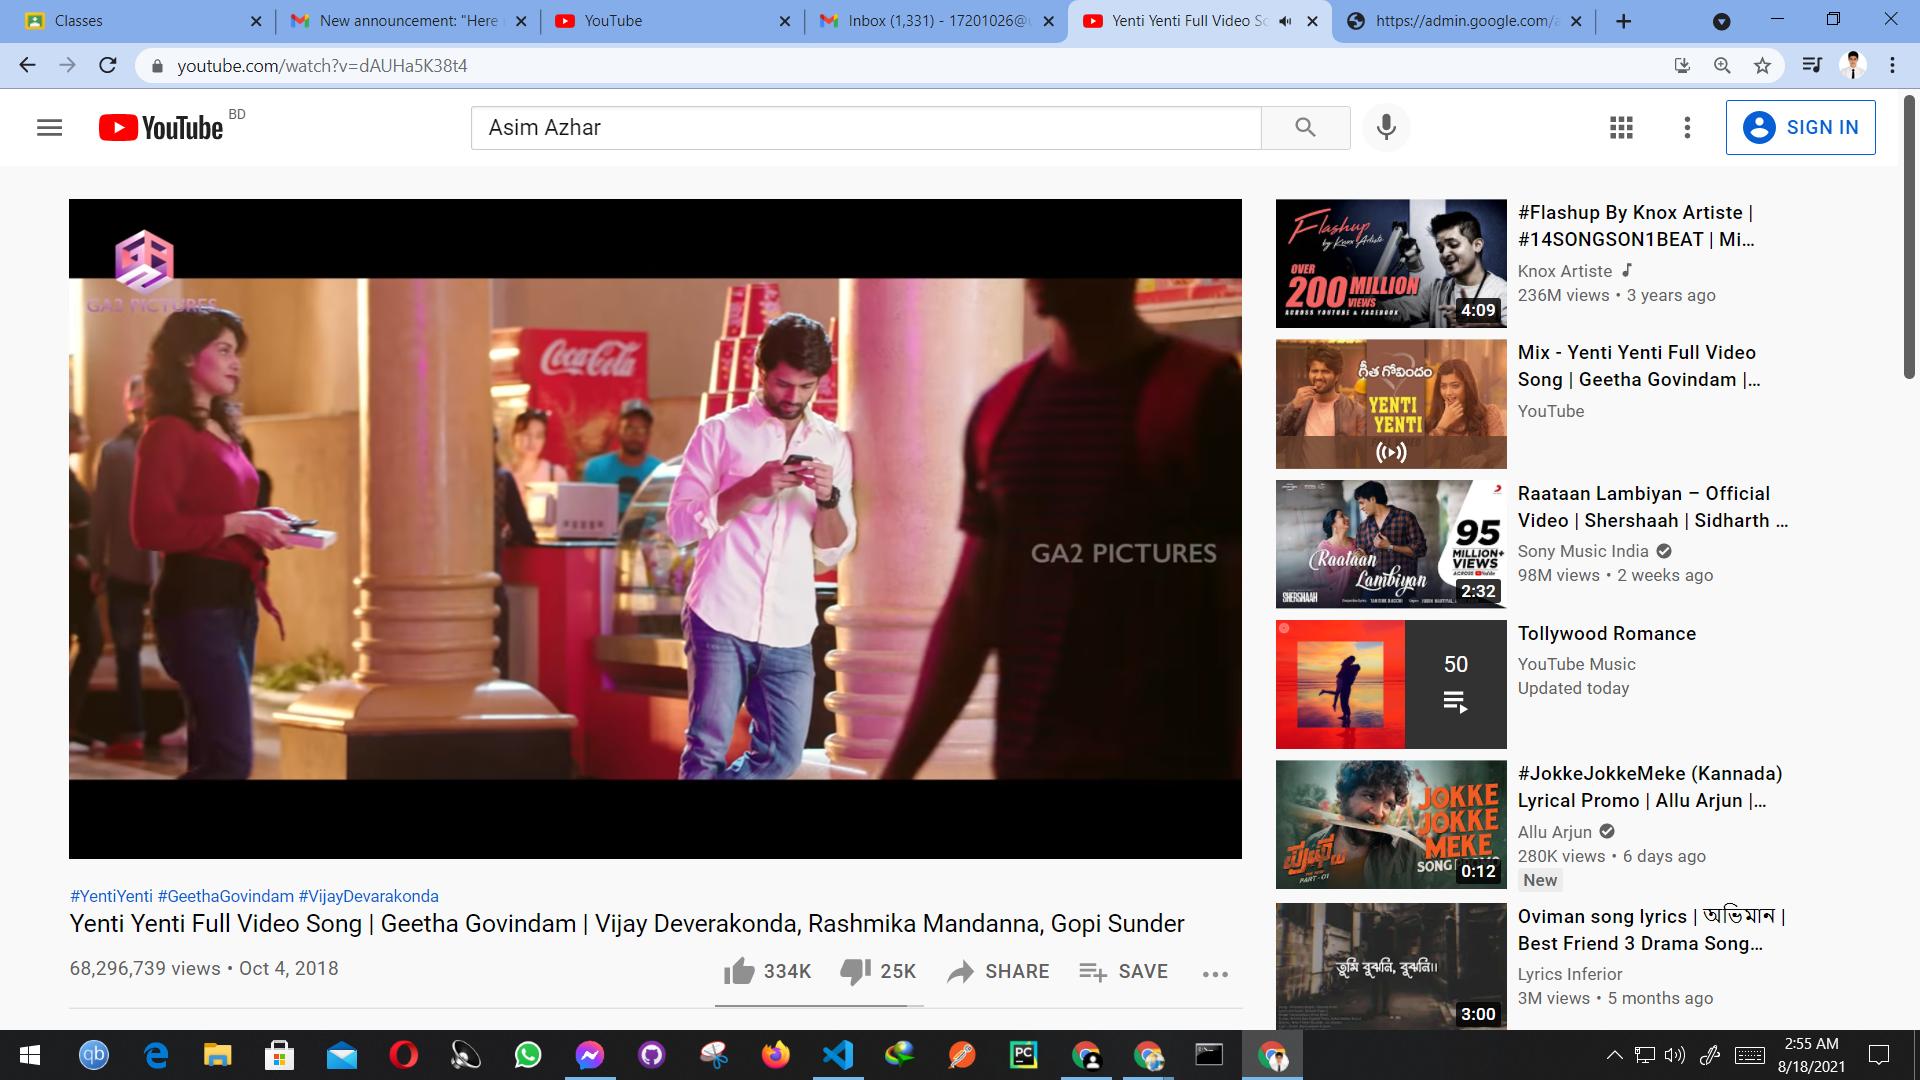 Classes
New announcement: "Here
YouTube
Inbox (1,331) - 17201026@
Yenti Yenti Full Video So
https://admin.google.com/a
youtube.com/watch?v=dAUHa5K38t4
YouTube BD
Asim Azhar
SIGN IN
GA2 PICTURES
Coca-Cola
GA2 PICTURES
#YentiYenti #GeethaGovindam #VijayDevarakonda
Yenti Yenti Full Video Song | Geetha Govindam | Vijay Deverakonda, Rashmika Mandanna, Gopi Sunder
68,296,739 views • Oct 4, 2018
334K 25K SHARE SAVE
Flashup
by Knox Artiste
OVER
200 MILLION
VIEWS
ACROSS YOUTUBE & FACEBOOK
4:09
#Flashup By Knox Artiste |
#14SONGSON1BEAT | Mi...
Knox Artiste
236M views • 3 years ago
గీత గోవిందం
YENTI
YENTI
Mix - Yenti Yenti Full Video
Song | Geetha Govindam |...
YouTube
95
MILLION+
VIEWS
ACROSS YouTube
Raataan
Lambiyan
SHERSHAAH
2:32
Raataan Lambiyan – Official
Video | Shershaah | Sidharth ...
Sony Music India
98M views • 2 weeks ago
50
Tollywood Romance
YouTube Music
Updated today
JOKKE
JOKKE
MEKE
SONG
ಪುಷ್ಪ
PART-01
0:12
#JokkeJokkeMeke (Kannada)
Lyrical Promo | Allu Arjun |...
Allu Arjun
280K views • 6 days ago
New
তুমি বুঝনি, বুঝনি।।
3:00
Oviman song lyrics | অভিমান |
Best Friend 3 Drama Song...
Lyrics Inferior
3M views • 5 months ago
qb
PC
2:55 AM
8/18/2021